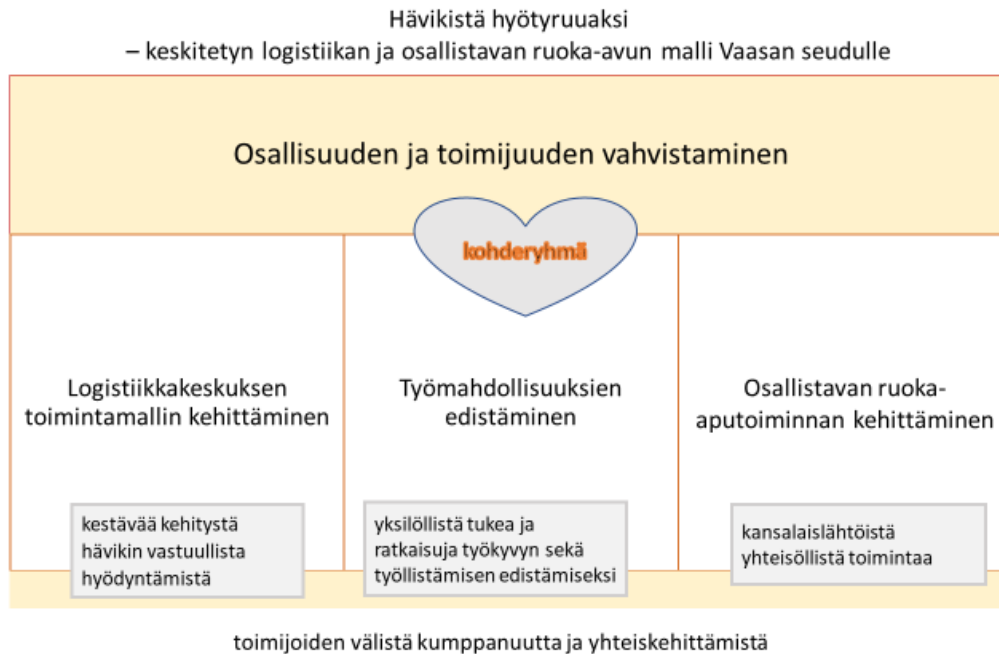 Hävikistä hyötyruuaksi
– keskitetyn logistiikan ja osallistavan ruoka-avun malli Vaasan seudulle
Osallisuuden ja toimijuuden vahvistaminen
kohderyhmä
Logistiikkakeskuksen
toimintamallin kehittäminen
Työmahdollisuuksien
edistäminen
Osallistavan ruoka-
aputoiminnan kehittäminen
kestävää kehitystä
hävikin vastuullista
hyödyntämistä
yksilöllistä tukea ja
ratkaisuja työkyvyn sekä
työllistämisen edistämiseksi
kansalaislähtöistä
yhteisöllistä toimintaa
toimijoiden välistä kumppanuutta ja yhteiskehittämistä